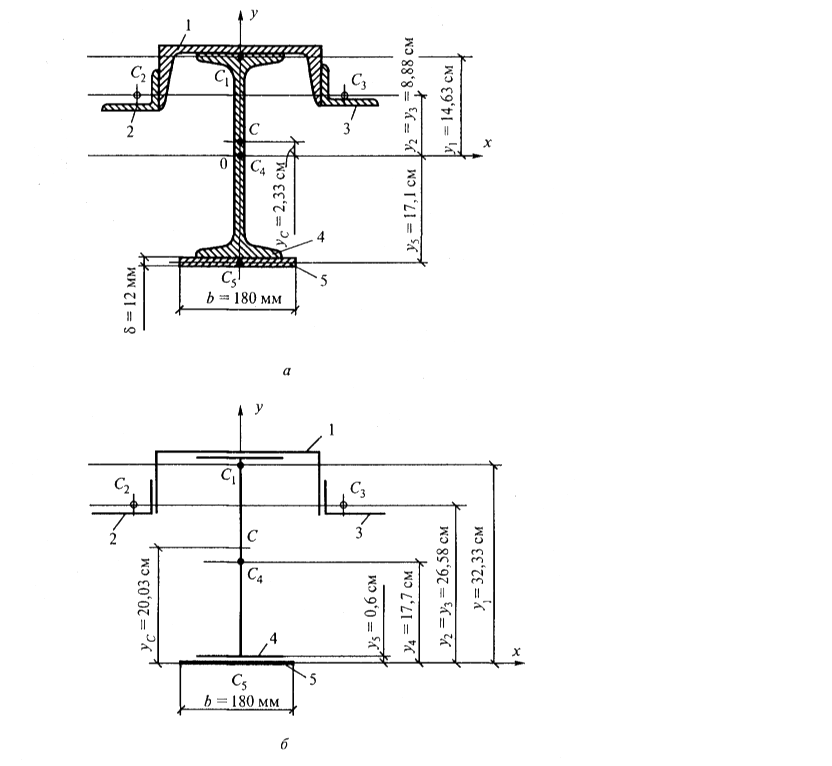 y
1
C₂
C₁
C₃
2
3
y₂ = y₃ = 8,88 см
y₁ = 14,63 см
C
x
0
C₄
y_C = 2,33 см
y₅ = 17,1 см
4
C₅
5
δ = 12 мм
b = 180 мм
а
y
1
C₂
C₁
C₃
2
3
C
C₄
y_C = 20,03 см
y₅ = 0,6 см
y₄ = 17,7 см
y₂ = y₃ = 26,58 см
y₁ = 32,33 см
4
x
C₅
5
b = 180 мм
б